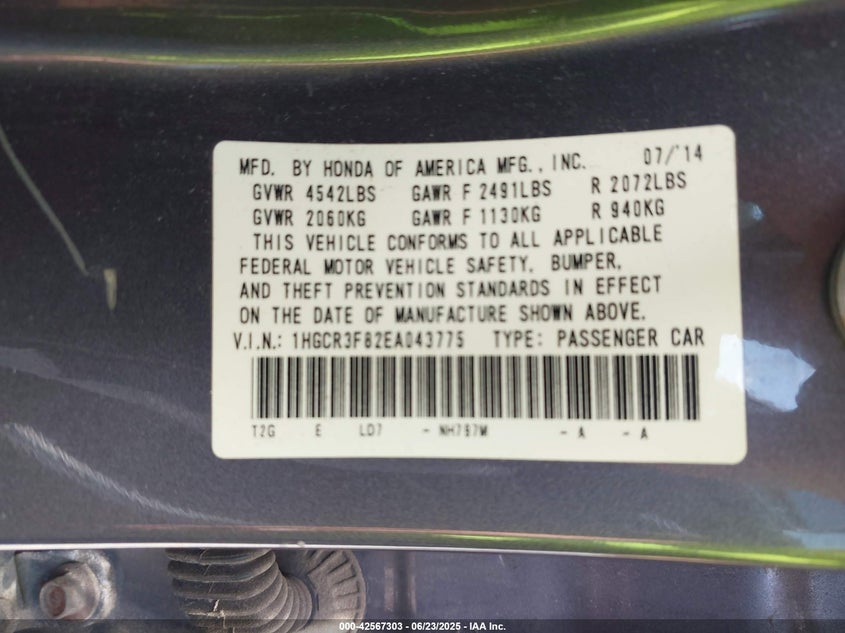 MFD. BY HONDA OF AMERICA MFG., INC. 07/'14
GVWR 4542LBS GAWR F 2491LBS R 2072LBS
GVWR 2060KG GAWR F 1130KG R 940KG
THIS VEHICLE CONFORMS TO ALL APPLICABLE
FEDERAL MOTOR VEHICLE SAFETY, BUMPER,
AND THEFT PREVENTION STANDARDS IN EFFECT
ON THE DATE OF MANUFACTURE SHOWN ABOVE.
V.I.N.: 1HGCR3F82EA043775 TYPE: PASSENGER CAR
T2G E LD7 - NH797M - A - A
000-42567303 | 06/23/2025 - IAA Inc.